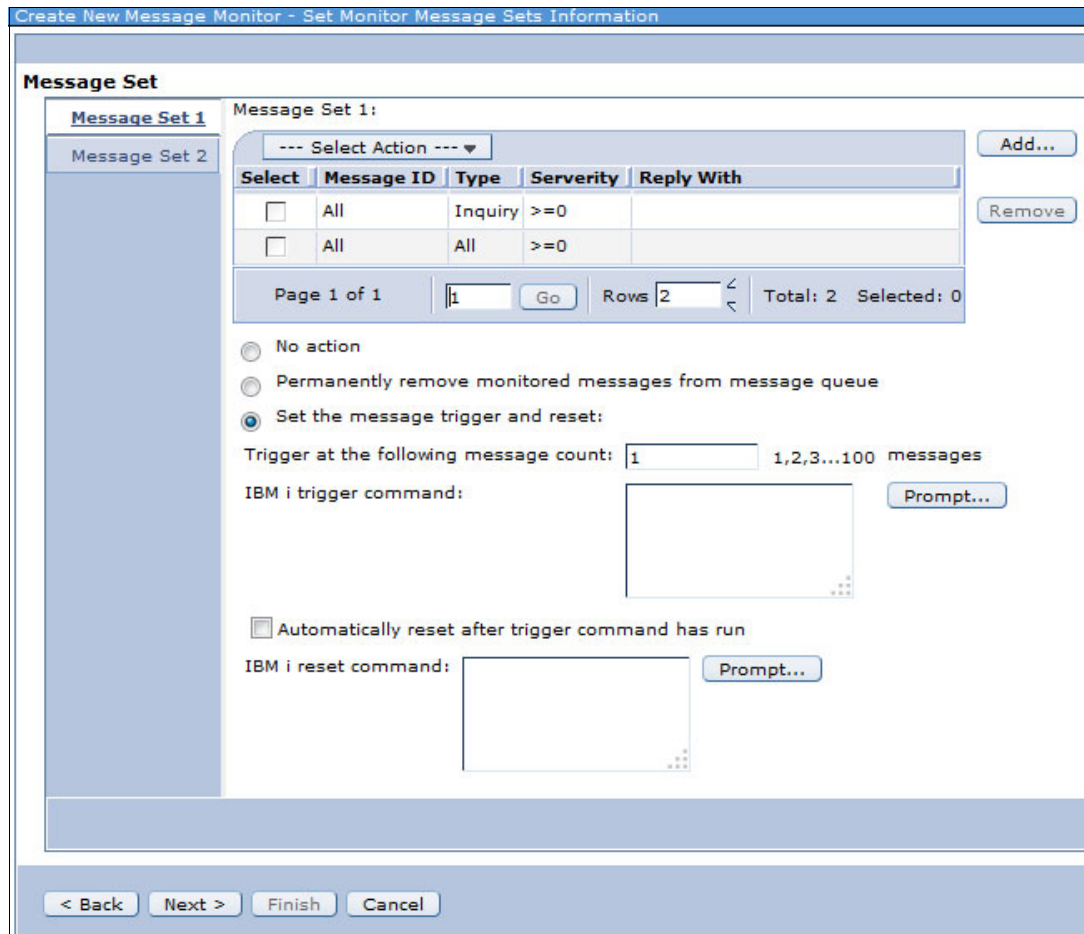 Create New Message Monitor - Set Monitor Message Sets Information
Message Set
Message Set 1
Message Set 2
Message Set 1:
--- Select Action ---
Add...
Select Message ID Type Serverity Reply With
All Inquiry >=0
Remove
All All >=0
Page 1 of 1 1 Go Rows 2 Total: 2 Selected: 0
No action
Permanently remove monitored messages from message queue
Set the message trigger and reset:
Trigger at the following message count: 1 1,2,3...100 messages
IBM i trigger command: Prompt...
Automatically reset after trigger command has run
IBM i reset command: Prompt...
< Back Next > Finish Cancel